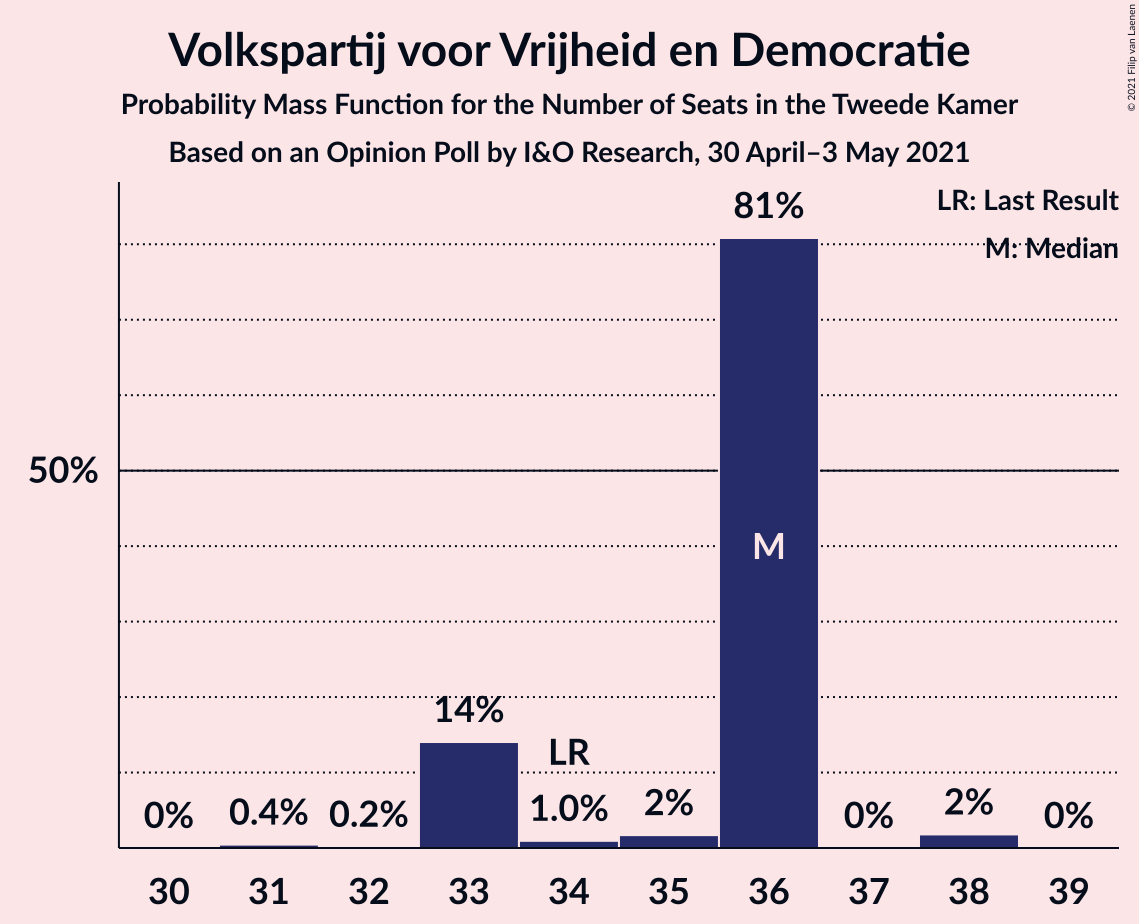 Volkspartij voor Vrijheid en Democratie
Probability Mass Function for the Number of Seats in the Tweede Kamer
Based on an Opinion Poll by I&O Research, 30 April–3 May 2021
© 2021 Filip van Laenen
LR: Last Result
M: Median
81%
50%
M
14%
LR
0%
0.4%
0.2%
1.0%
2%
0%
2%
0%
30 31 32 33 34 35 36 37 38 39